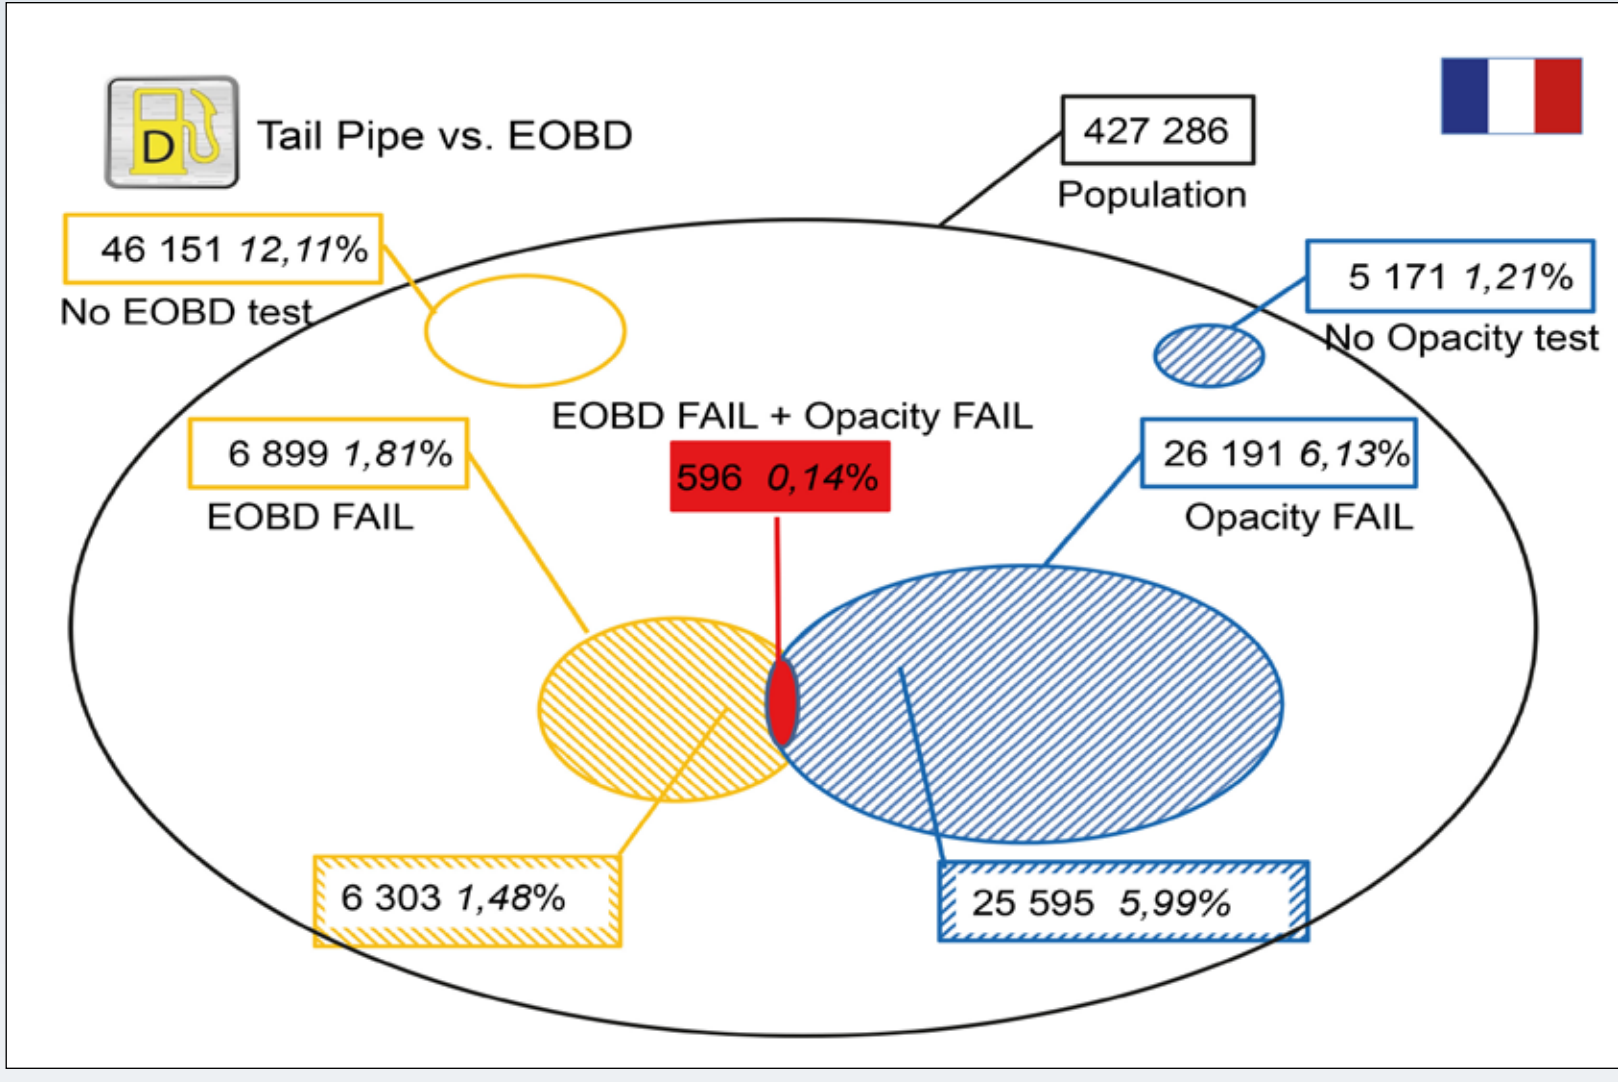 D
Tail Pipe vs. EOBD
427 286
Population
46 151 12,11%
No EOBD test
5 171 1,21%
No Opacity test
EOBD FAIL + Opacity FAIL
596 0,14%
6 899 1,81%
EOBD FAIL
26 191 6,13%
Opacity FAIL
6 303 1,48%
25 595 5,99%